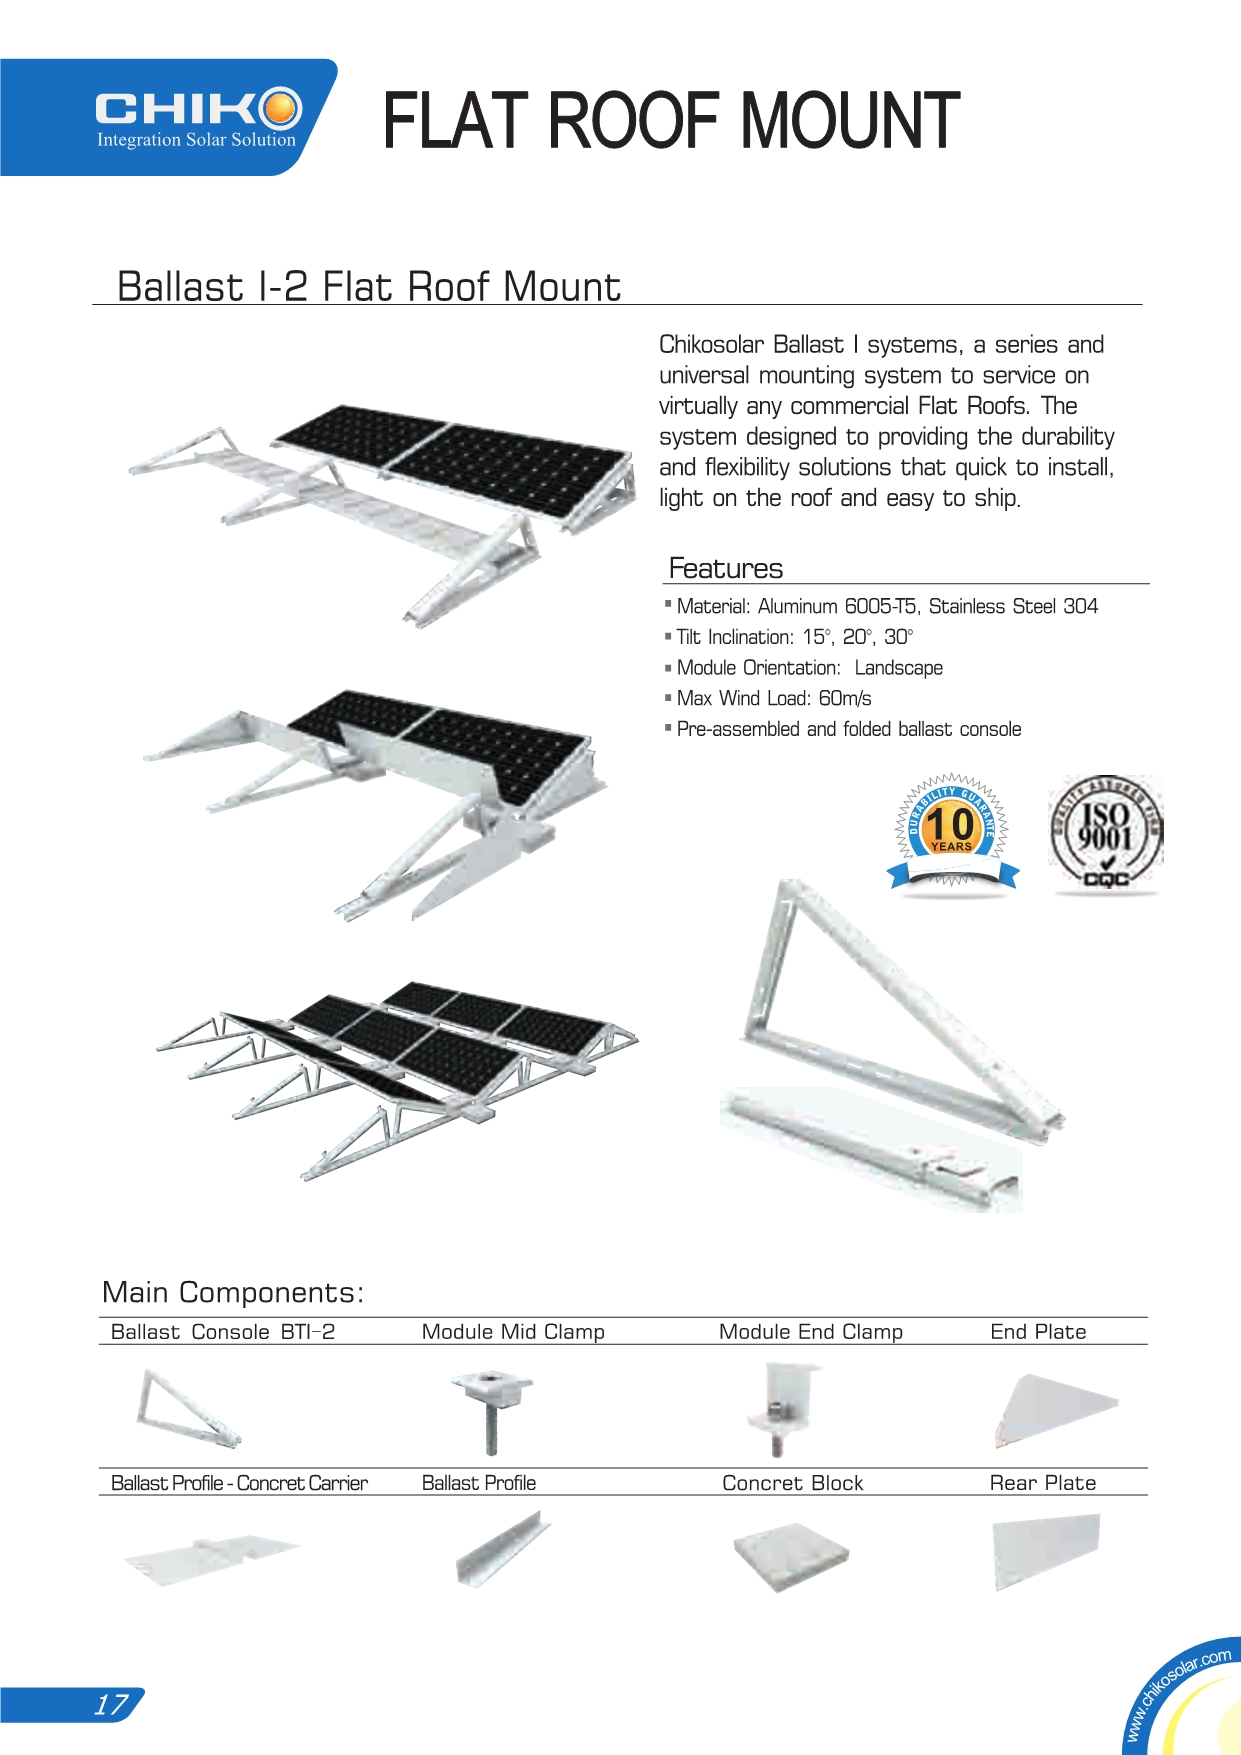 CHIKO
Integration Solar Solution
FLAT ROOF MOUNT
Ballast I-2 Flat Roof Mount
Chikosolar Ballast I systems, a series and
universal mounting system to service on
virtually any commercial Flat Roofs. The
system designed to providing the durability
and flexibility solutions that quick to install,
light on the roof and easy to ship.
Features
Material: Aluminum 6005-T5, Stainless Steel 304
Tilt Inclination: 15°, 20°, 30°
Module Orientation: Landscape
Max Wind Load: 60m/s
Pre-assembled and folded ballast console
DURABILITY GUARANTE
10
YEARS
QUALITY ASSURED FIRM
ISO
9001
CQC
Main Components:
Ballast Console BTI-2 Module Mid Clamp Module End Clamp End Plate
Ballast Profile - Concret Carrier Ballast Profile Concret Block Rear Plate
17
www.chikosolar.com